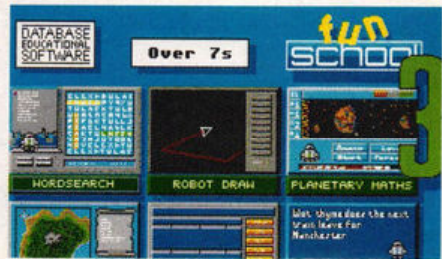 DATABASE
EDUCATIONAL
SOFTWARE
Over 7s
fun
school
3
WORDSEARCH
ROBOT DRAW
PLANETARY MATHS
Wot thyme does the next
train leave for
Manchester